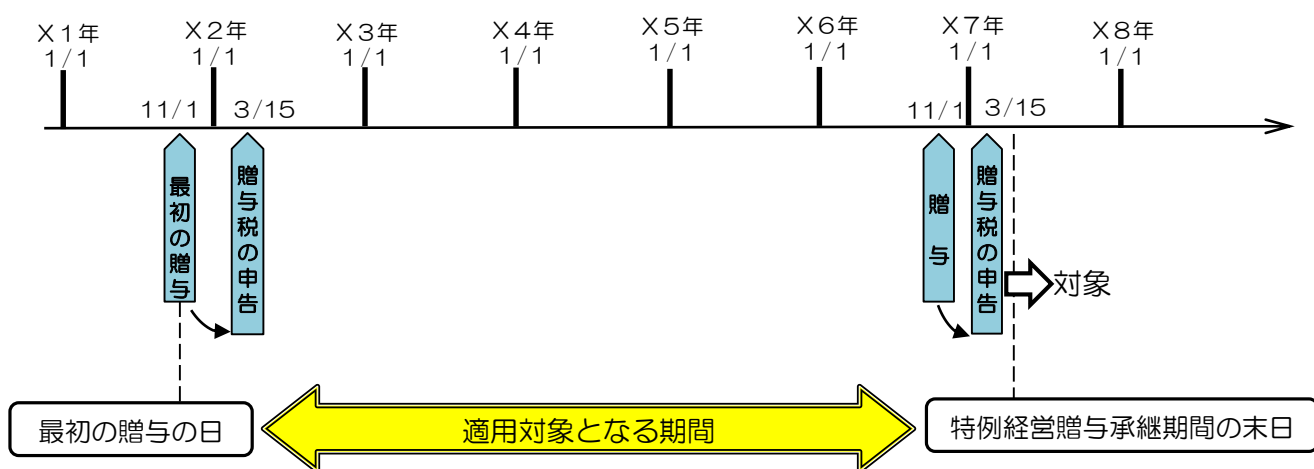 X1年
1/1
X2年
1/1
X3年
1/1
X4年
1/1
X5年
1/1
X6年
1/1
X7年
1/1
X8年
1/1
11/1
3/15
11/1
3/15
最初の贈与
贈与税の申告
贈与
贈与税の申告
対象
最初の贈与の日
適用対象となる期間
特例経営贈与承継期間の末日